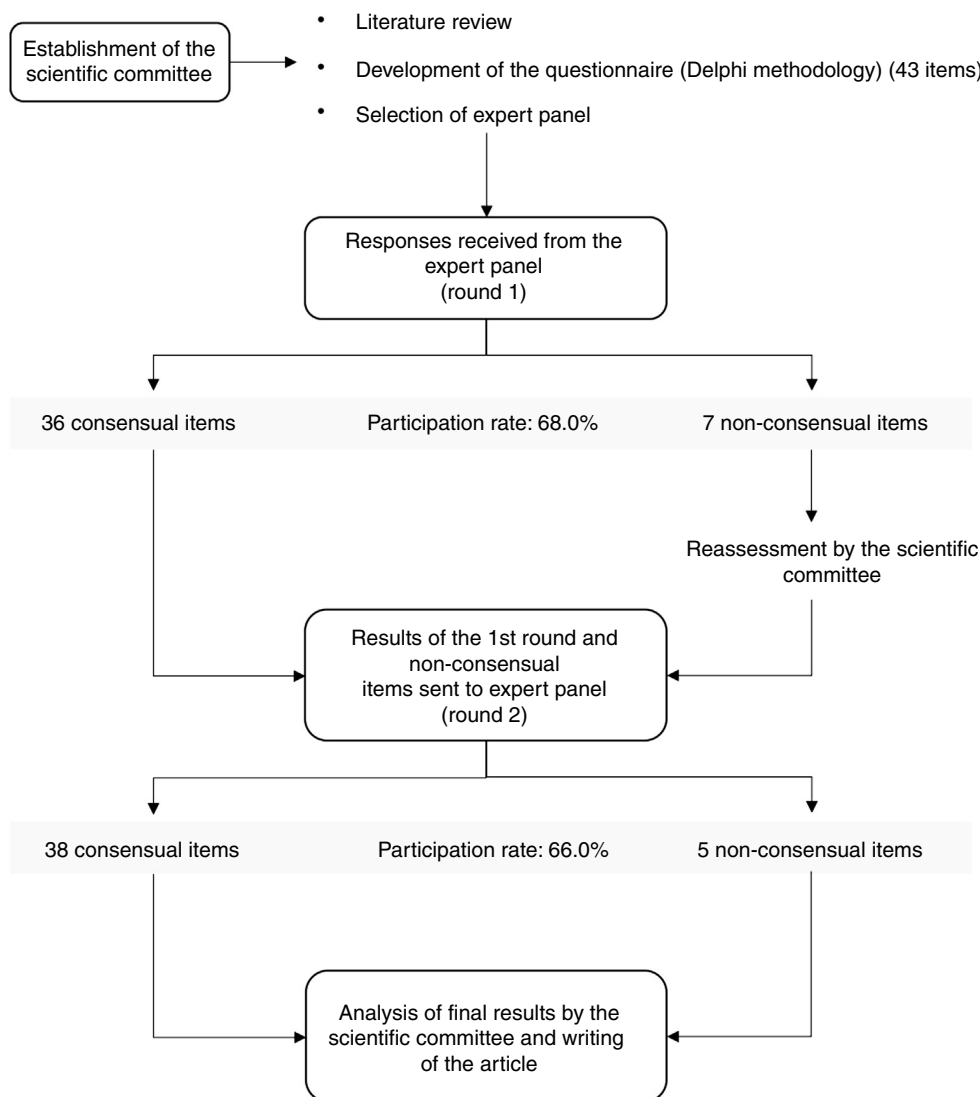 Establishment of the
scientific committee
• Literature review
• Development of the questionnaire (Delphi methodology) (43 items)
• Selection of expert panel
Responses received from the
expert panel
(round 1)
36 consensual items
Participation rate: 68.0%
7 non-consensual items
Reassessment by the scientific
committee
Results of the 1st round and
non-consensual
items sent to expert panel
(round 2)
38 consensual items
Participation rate: 66.0%
5 non-consensual items
Analysis of final results by the
scientific committee and writing
of the article